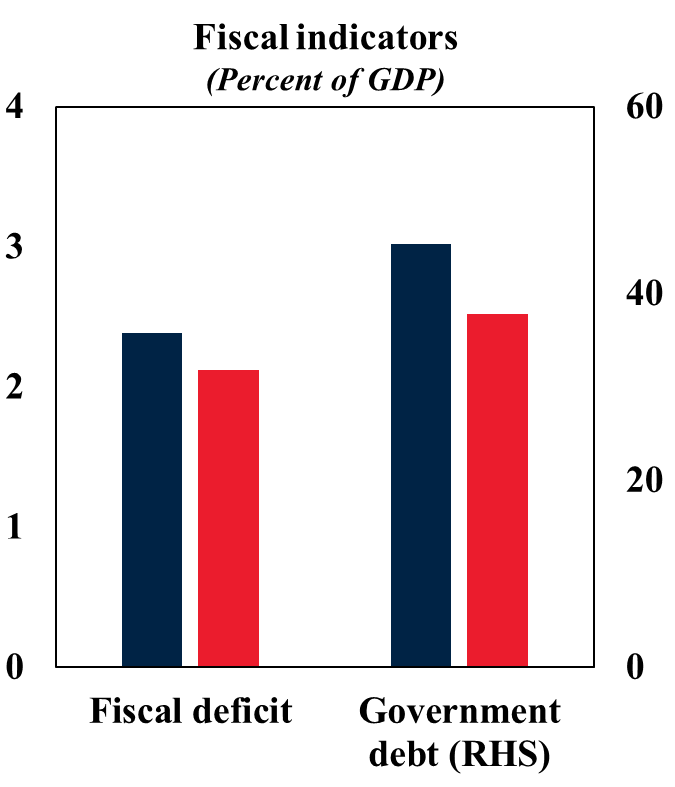 Fiscal indicators
(Percent of GDP)
4
60
3
40
2
20
1
0
0
Fiscal deficit
Government
debt (RHS)